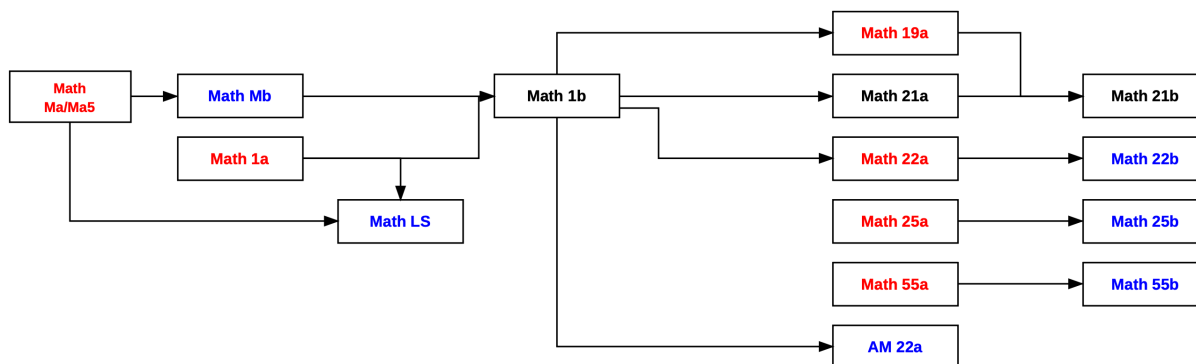 Math 19a
Math
Ma/Ma5
Math Mb
Math 1b
Math 21a
Math 21b
Math 1a
Math 22a
Math 22b
Math LS
Math 25a
Math 25b
Math 55a
Math 55b
AM 22a